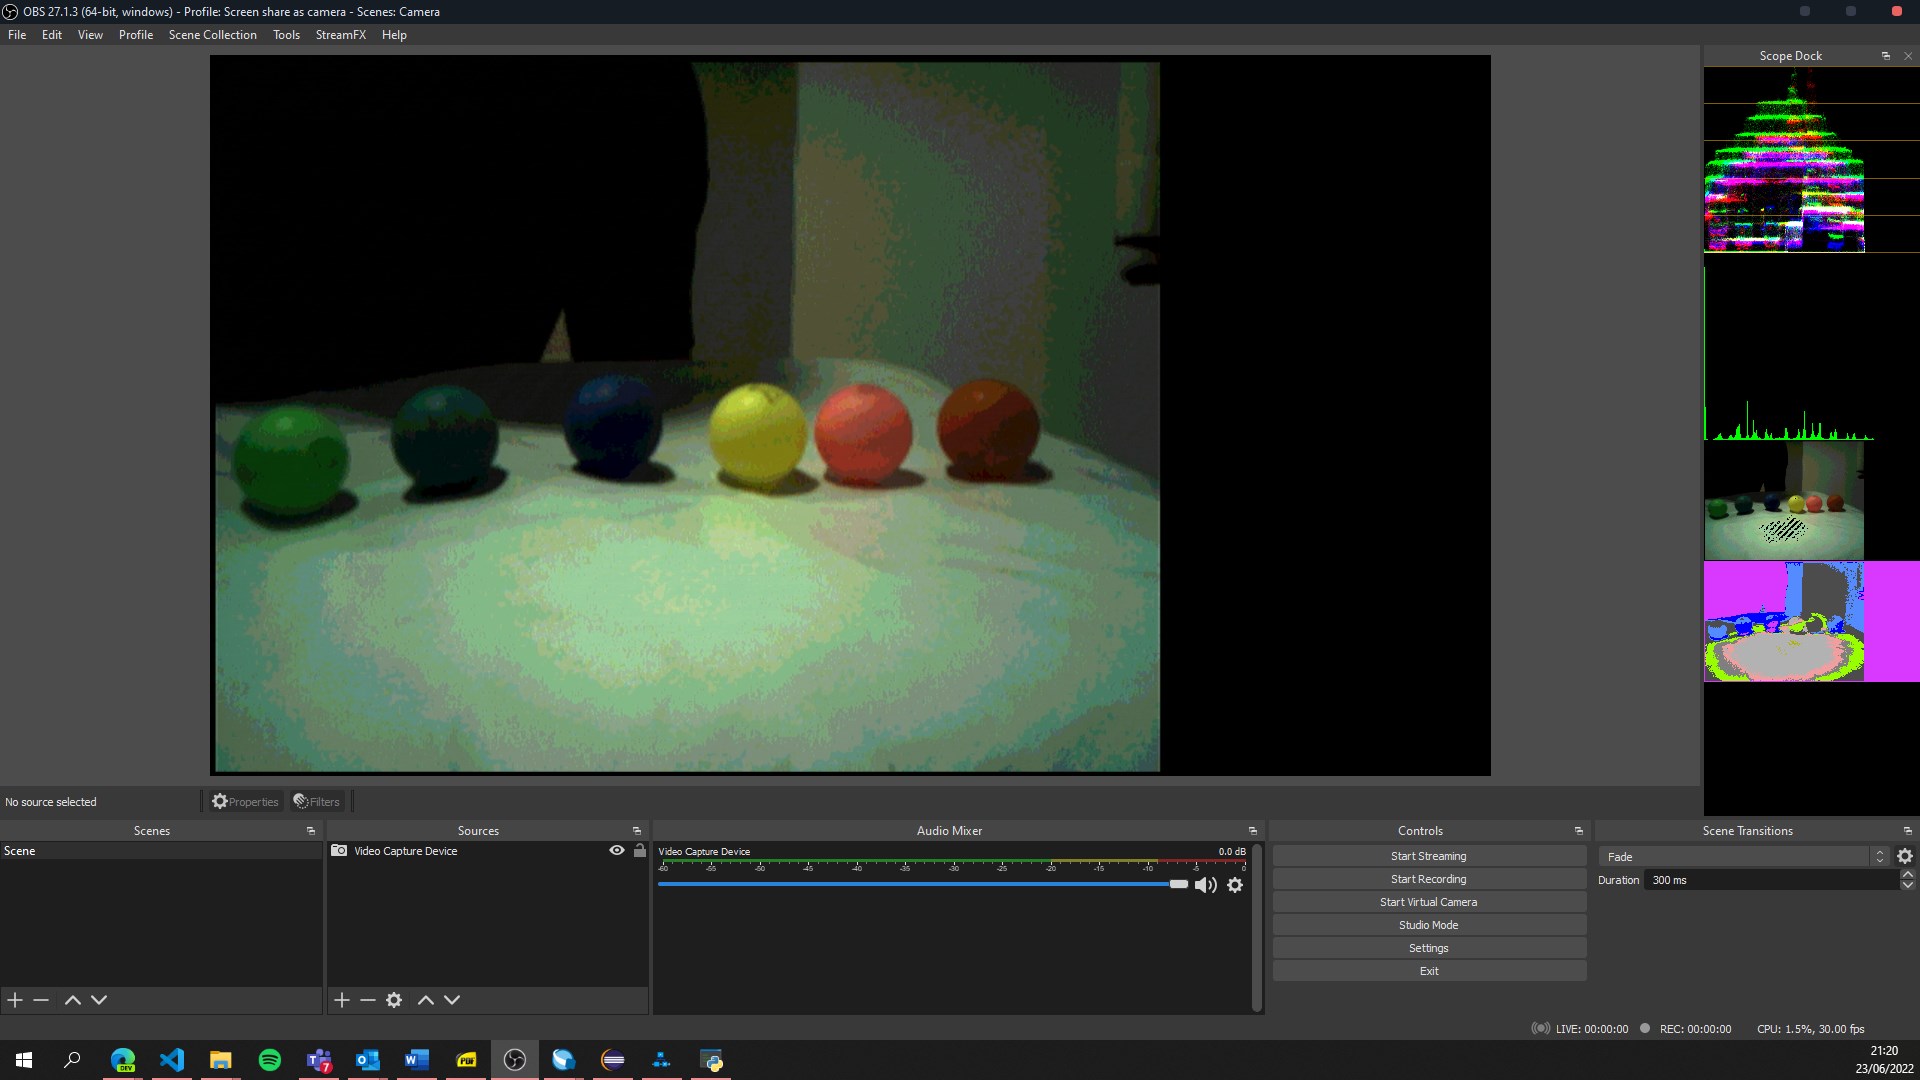 OBS 27.1.3 (64-bit, windows) - Profile: Screen share as camera - Scenes: Camera
File Edit View Profile Scene Collection Tools StreamFX Help
Scope Dock
No source selected Properties Filters
Scenes
Scene
Sources
Video Capture Device
Audio Mixer
Video Capture Device 0.0 dB
-60 -55 -50 -45 -40 -35 -30 -25 -20 -15 -10 -5 0
Controls
Start Streaming
Start Recording
Start Virtual Camera
Studio Mode
Settings
Exit
Scene Transitions
Fade
Duration 300 ms
LIVE: 00:00:00 REC: 00:00:00 CPU: 1.5%, 30.00 fps
DEV
7
W
PDF
21:20
23/06/2022